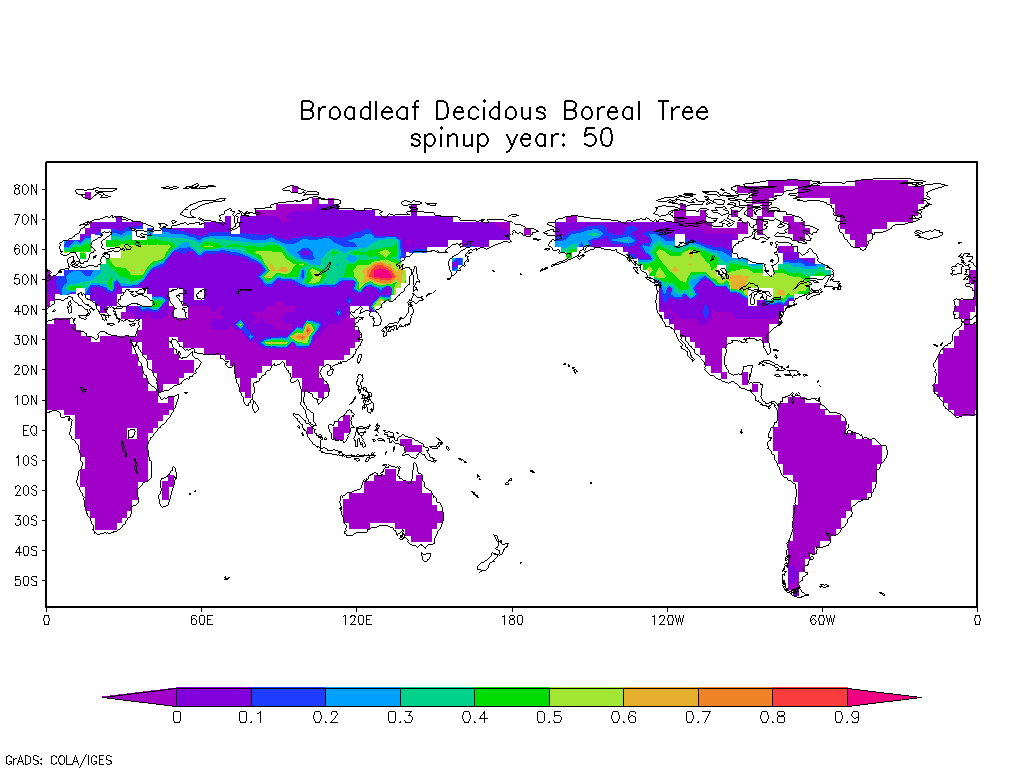 Broadleaf Decidous Boreal Tree
spinup year: 50
80N
70N
60N
50N
40N
30N
20N
10N
EQ
10S
20S
30S
40S
50S
0 60E 120E 180 120W 60W 0
0 0.1 0.2 0.3 0.4 0.5 0.6 0.7 0.8 0.9
GrADS: COLA/IGES